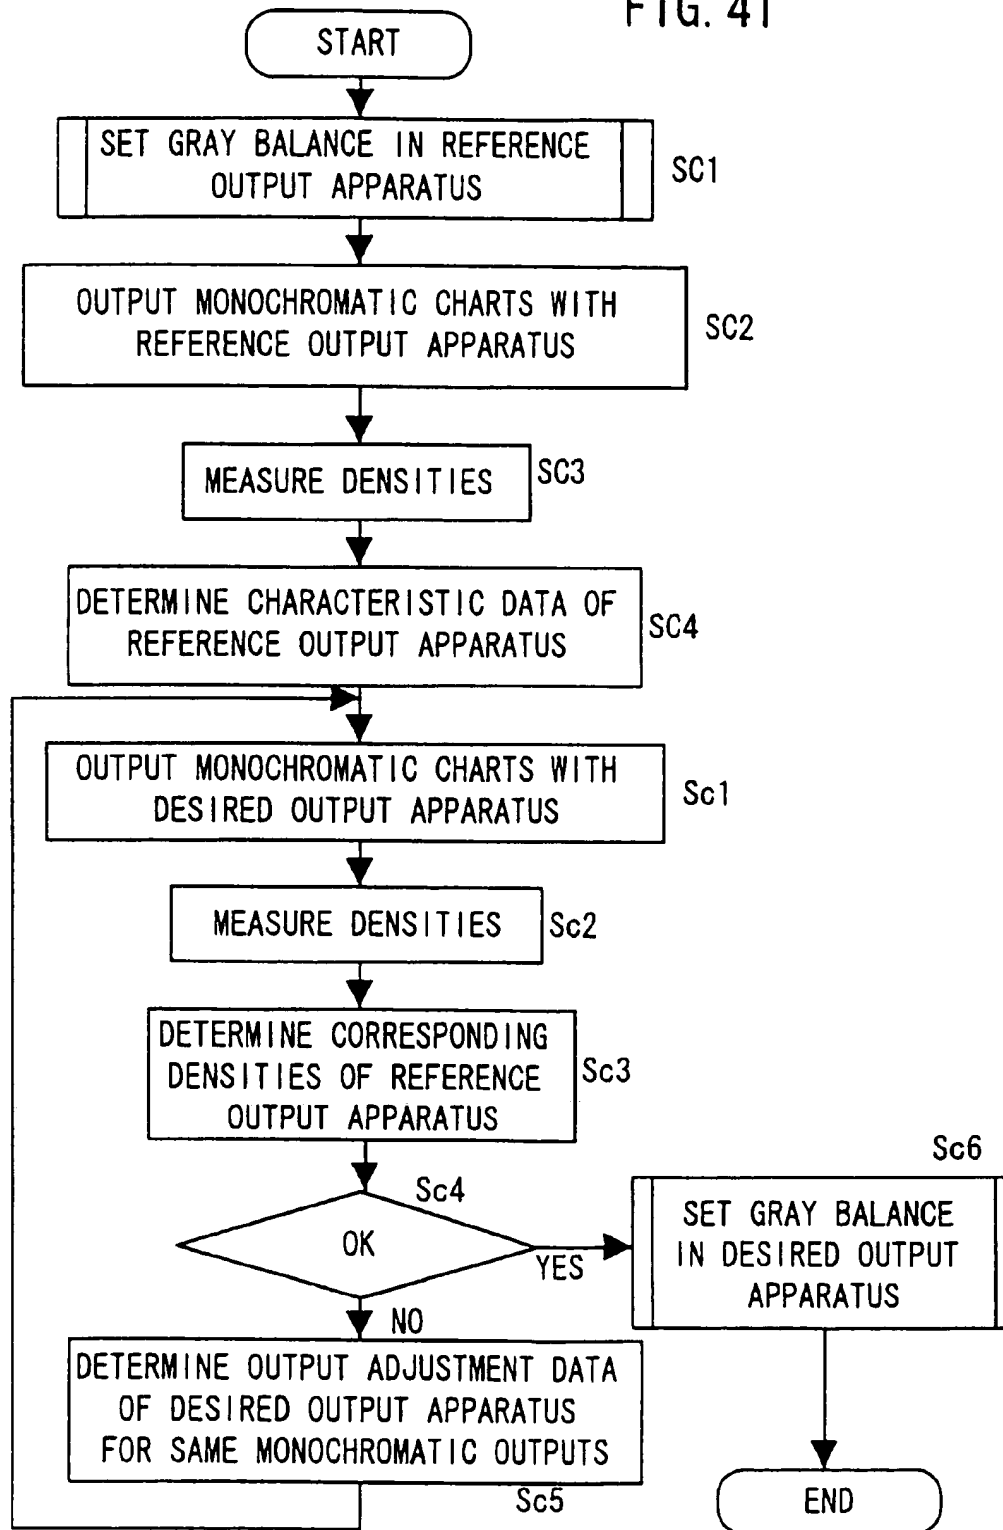 FIG. 41
START
SET GRAY BALANCE IN REFERENCE
OUTPUT APPARATUS
SC1
OUTPUT MONOCHROMATIC CHARTS WITH
REFERENCE OUTPUT APPARATUS
SC2
MEASURE DENSITIES
SC3
DETERMINE CHARACTERISTIC DATA OF
REFERENCE OUTPUT APPARATUS
SC4
OUTPUT MONOCHROMATIC CHARTS WITH
DESIRED OUTPUT APPARATUS
Sc1
MEASURE DENSITIES
Sc2
DETERMINE CORRESPONDING
DENSITIES OF REFERENCE
OUTPUT APPARATUS
Sc3
Sc4
OK
YES
NO
Sc6
SET GRAY BALANCE
IN DESIRED OUTPUT
APPARATUS
DETERMINE OUTPUT ADJUSTMENT DATA
OF DESIRED OUTPUT APPARATUS
FOR SAME MONOCHROMATIC OUTPUTS
Sc5
END